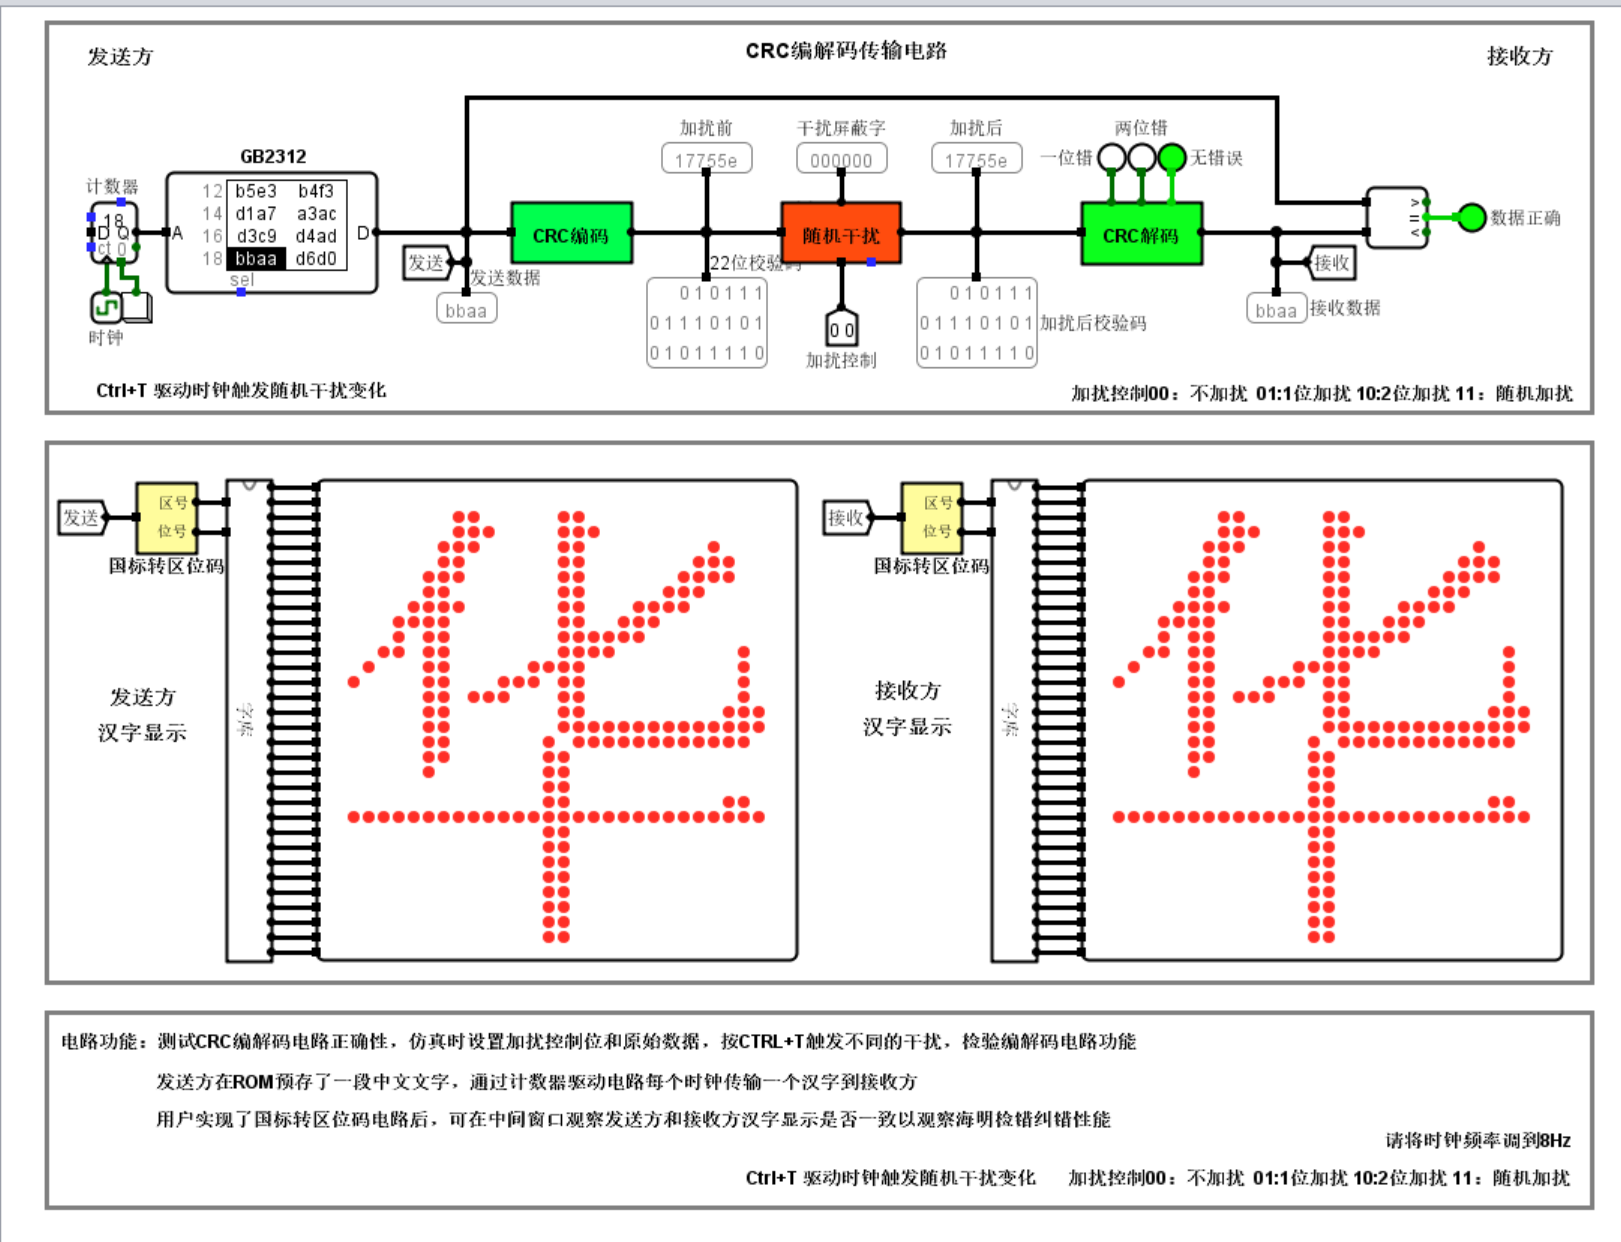 发送方
CRC编解码传输电路
接收方
加扰前
干扰屏蔽字
加扰后
两位错
17755e
000000
17755e
一位错
无错误
GB2312
计数器
12 b5e3 b4f3
14 d1a7 a3ac
16 d3c9 d4ad
18 bbaa d6d0
18
D Q
ct 0
A
D
sel
CRC编码
随机干扰
CRC解码
>
=
<
数据正确
发送
发送数据
22位校验码
接收
bbaa
010111
01110101
01011110
00
加扰控制
010111
01110101
01011110
加扰后校验码
bbaa
接收数据
时钟
Ctrl+T 驱动时钟触发随机干扰变化
加扰控制00：不加扰 01:1位加扰 10:2位加扰 11：随机加扰
发送
区号
位号
国标转区位码
发送方
汉字显示
字库
华
接收
区号
位号
国标转区位码
接收方
汉字显示
字库
华
电路功能：测试CRC编解码电路正确性，仿真时设置加扰控制位和原始数据，按CTRL+T触发不同的干扰，检验编解码电路功能
发送方在ROM预存了一段中文文字，通过计数器驱动电路每个时钟传输一个汉字到接收方
用户实现了国标转区位码电路后，可在中间窗口观察发送方和接收方汉字显示是否一致以观察海明检错纠错性能
请将时钟频率调到8Hz
Ctrl+T 驱动时钟触发随机干扰变化
加扰控制00：不加扰 01:1位加扰 10:2位加扰 11：随机加扰